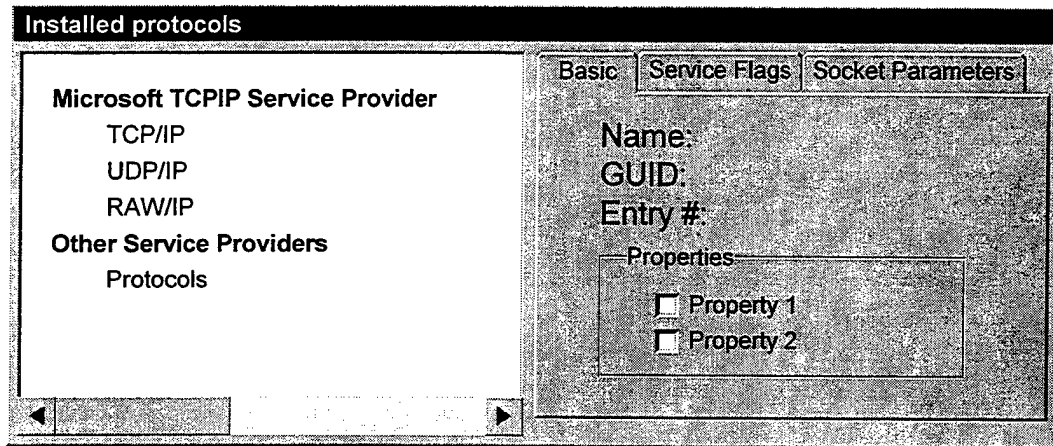 Installed protocols
Microsoft TCPIP Service Provider
TCP/IP
UDP/IP
RAW/IP
Other Service Providers
Protocols
Basic
Service Flags
Socket Parameters
Name:
GUID:
Entry #:
Properties
Property 1
Property 2